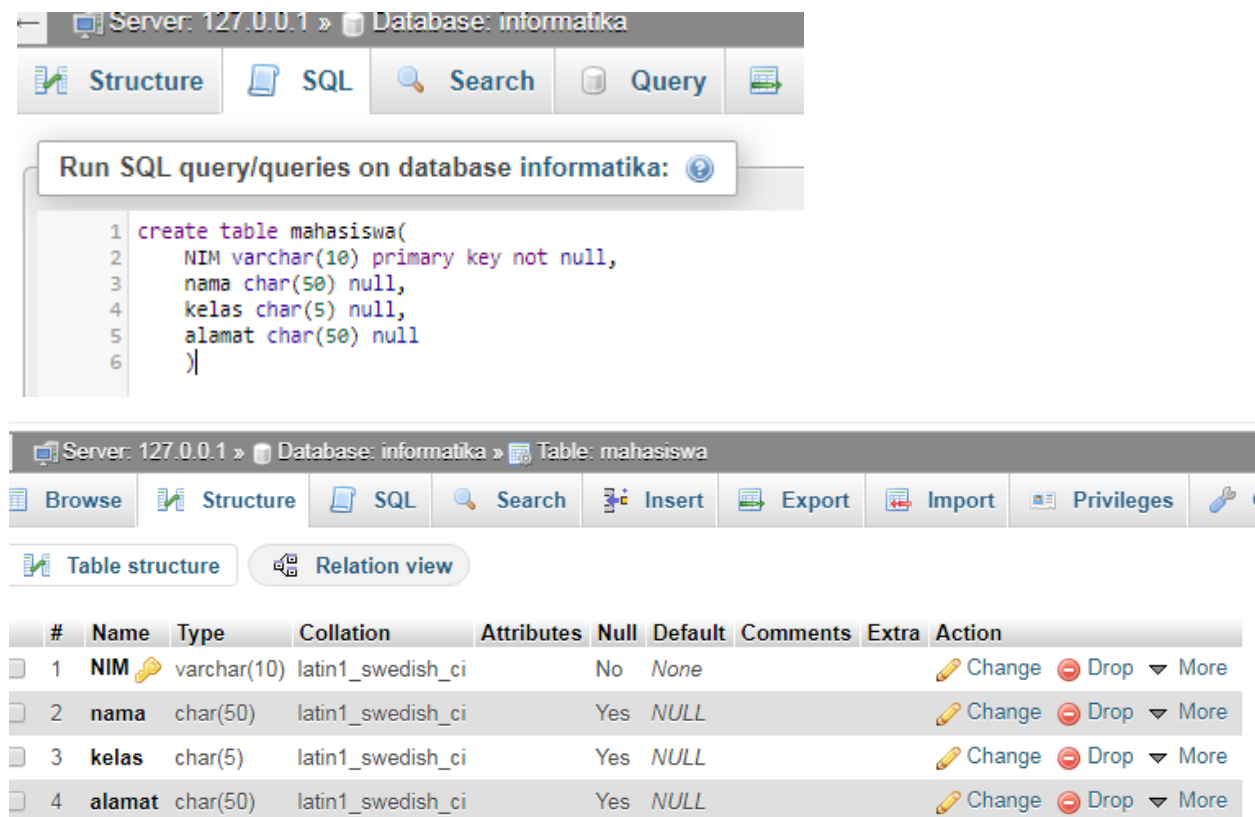 Server: 127.0.0.1 » Database: informatika
Structure SQL Search Query
Run SQL query/queries on database informatika:
1 create table mahasiswa(
2 NIM varchar(10) primary key not null,
3 nama char(50) null,
4 kelas char(5) null,
5 alamat char(50) null
6 )
Server: 127.0.0.1 » Database: informatika » Table: mahasiswa
Browse Structure SQL Search Insert Export Import Privileges
Table structure Relation view
# Name Type Collation Attributes Null Default Comments Extra Action
1 NIM varchar(10) latin1_swedish_ci No None Change Drop More
2 nama char(50) latin1_swedish_ci Yes NULL Change Drop More
3 kelas char(5) latin1_swedish_ci Yes NULL Change Drop More
4 alamat char(50) latin1_swedish_ci Yes NULL Change Drop More